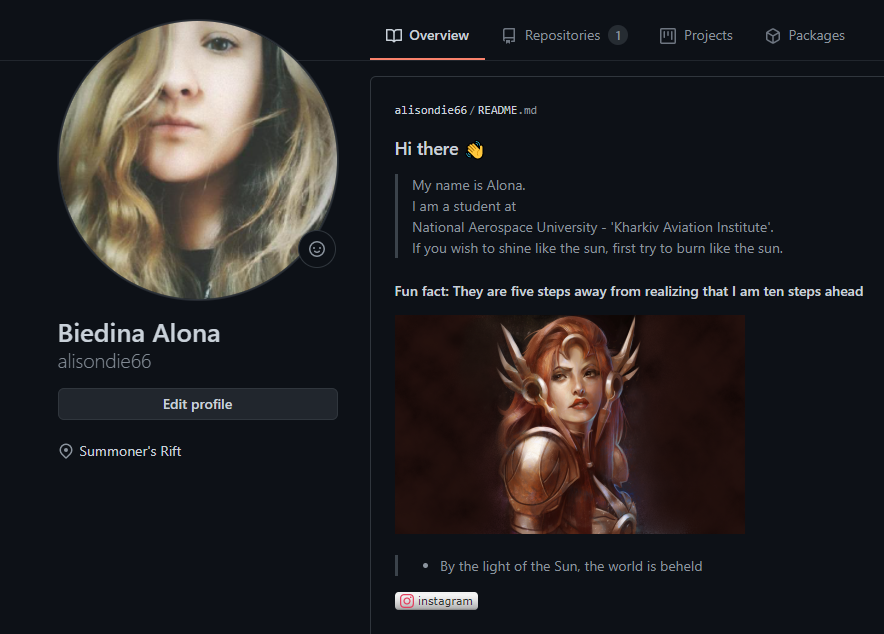 Overview
Repositories 1
Projects
Packages
alisondie66/README.md
Hi there 👋
My name is Alona.
I am a student at
National Aerospace University - 'Kharkiv Aviation Institute'.
If you wish to shine like the sun, first try to burn like the sun.
Fun fact: They are five steps away from realizing that I am ten steps ahead
Biedina Alona
alisondie66
Edit profile
Summoner's Rift
• By the light of the Sun, the world is beheld
instagram